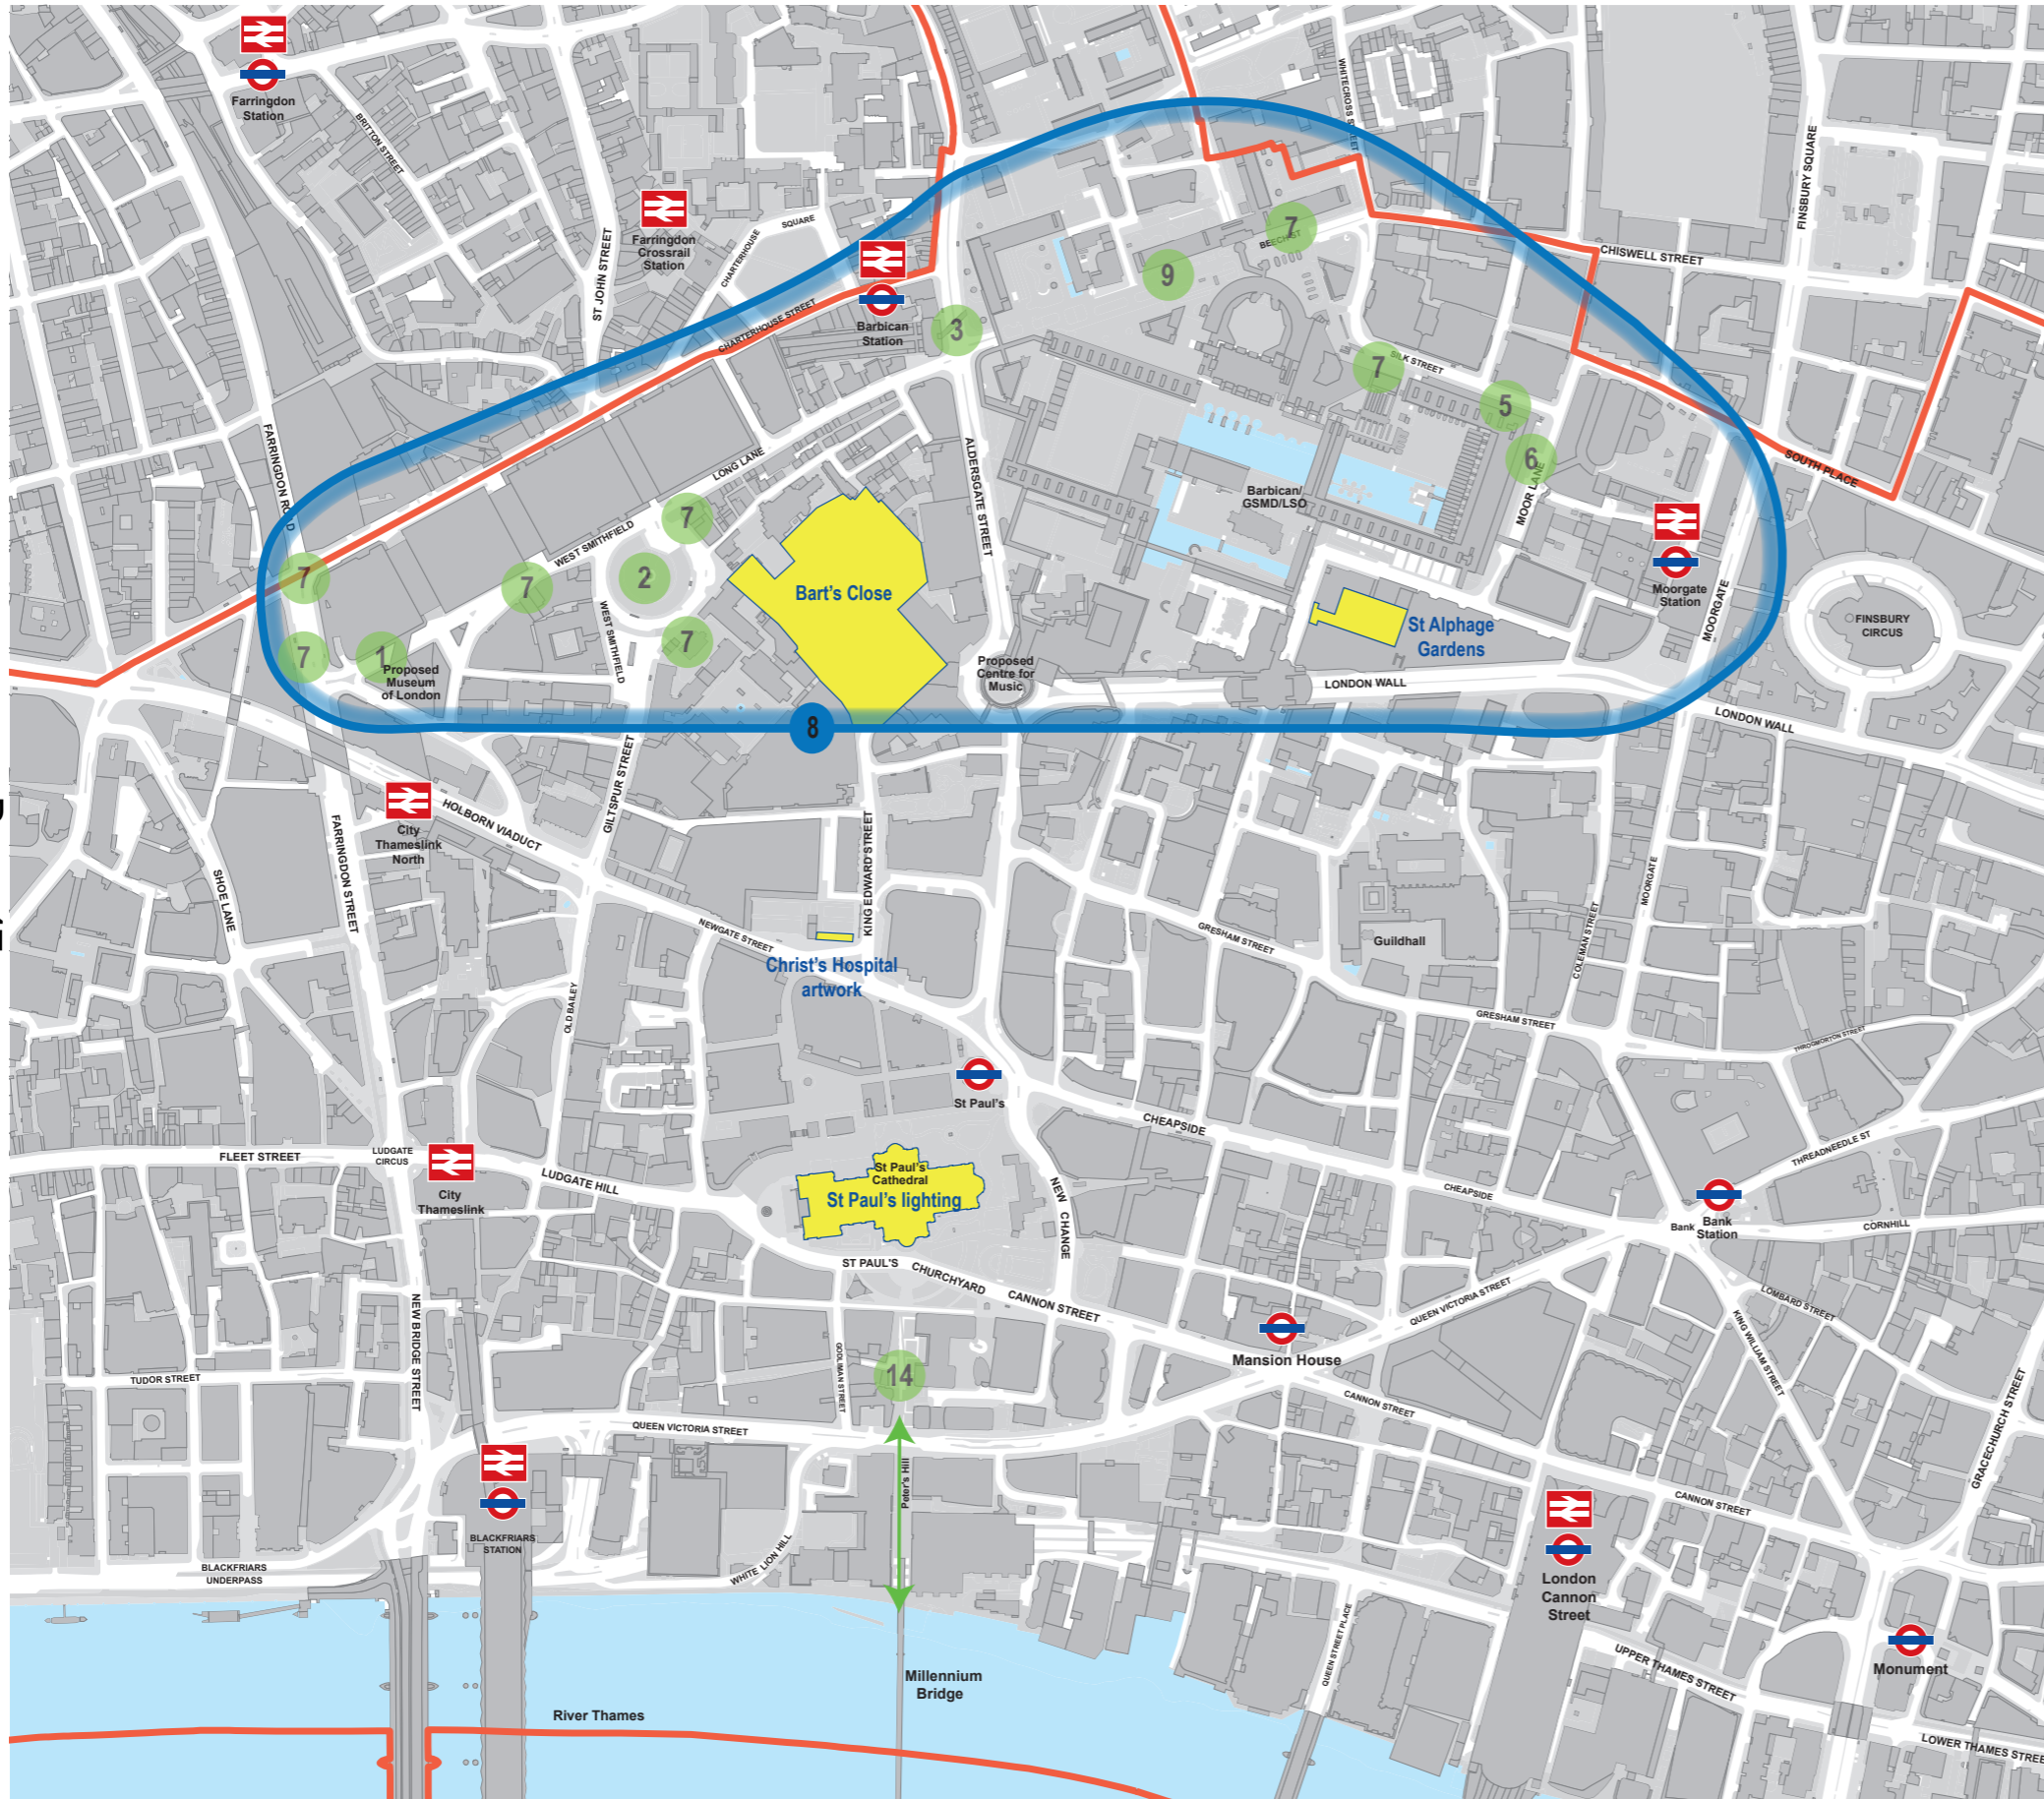 Farringdon
Station
BRITTON STREET
ST JOHN STREET
Farringdon
Crossrail
Station
CHARTERHOUSE
SQUARE
WHITECROSS STREET
FINSBURY SQUARE
CHISWELL STREET
BEECH ST
7
9
CHARTERHOUSE STREET
Barbican
Station
3
SILK STREET
7
5
6
MOOR LANE
SOUTH PLACE
FARRINGDON ROAD
LONG LANE
ALDERSGATE STREET
Barbican/
GSMD/LSO
Moorgate
Station
MOORGATE
WEST SMITHFIELD
7
7
7
2
WEST SMITHFIELD
7
7
1
Proposed
Museum
of London
Bart's Close
St Alphage
Gardens
FINSBURY
CIRCUS
Proposed
Centre for
Music
LONDON WALL
LONDON WALL
8
GILTSPUR STREET
City
Thameslink
North
HOLBORN VIADUCT
FARRINGDON STREET
SHOE LANE
KING EDWARD STREET
NEWGATE STREET
Christ's Hospital
artwork
OLD BAILEY
GRESHAM STREET
Guildhall
COLEMAN STREET
MOORGATE
GRESHAM STREET
THROGMORTON STREET
St Paul's
CHEAPSIDE
THREADNEEDLE ST
FLEET STREET
LUDGATE
CIRCUS
City
Thameslink
LUDGATE HILL
St Paul's
Cathedral
St Paul's lighting
NEW CHANGE
CHEAPSIDE
Bank
Bank
Station
CORNHILL
ST PAUL'S CHURCHYARD
CANNON STREET
QUEEN VICTORIA STREET
LOMBARD STREET
KING WILLIAM STREET
NEW BRIDGE STREET
TUDOR STREET
GODLIMAN STREET
14
Mansion House
CANNON STREET
QUEEN VICTORIA STREET
Peter's Hill
GRACECHURCH STREET
CANNON STREET
BLACKFRIARS
STATION
WHITE LION HILL
BLACKFRIARS
UNDERPASS
London
Cannon
Street
QUEEN STREET PLACE
UPPER THAMES STREET
Monument
Millennium
Bridge
River Thames
LOWER THAMES STREE